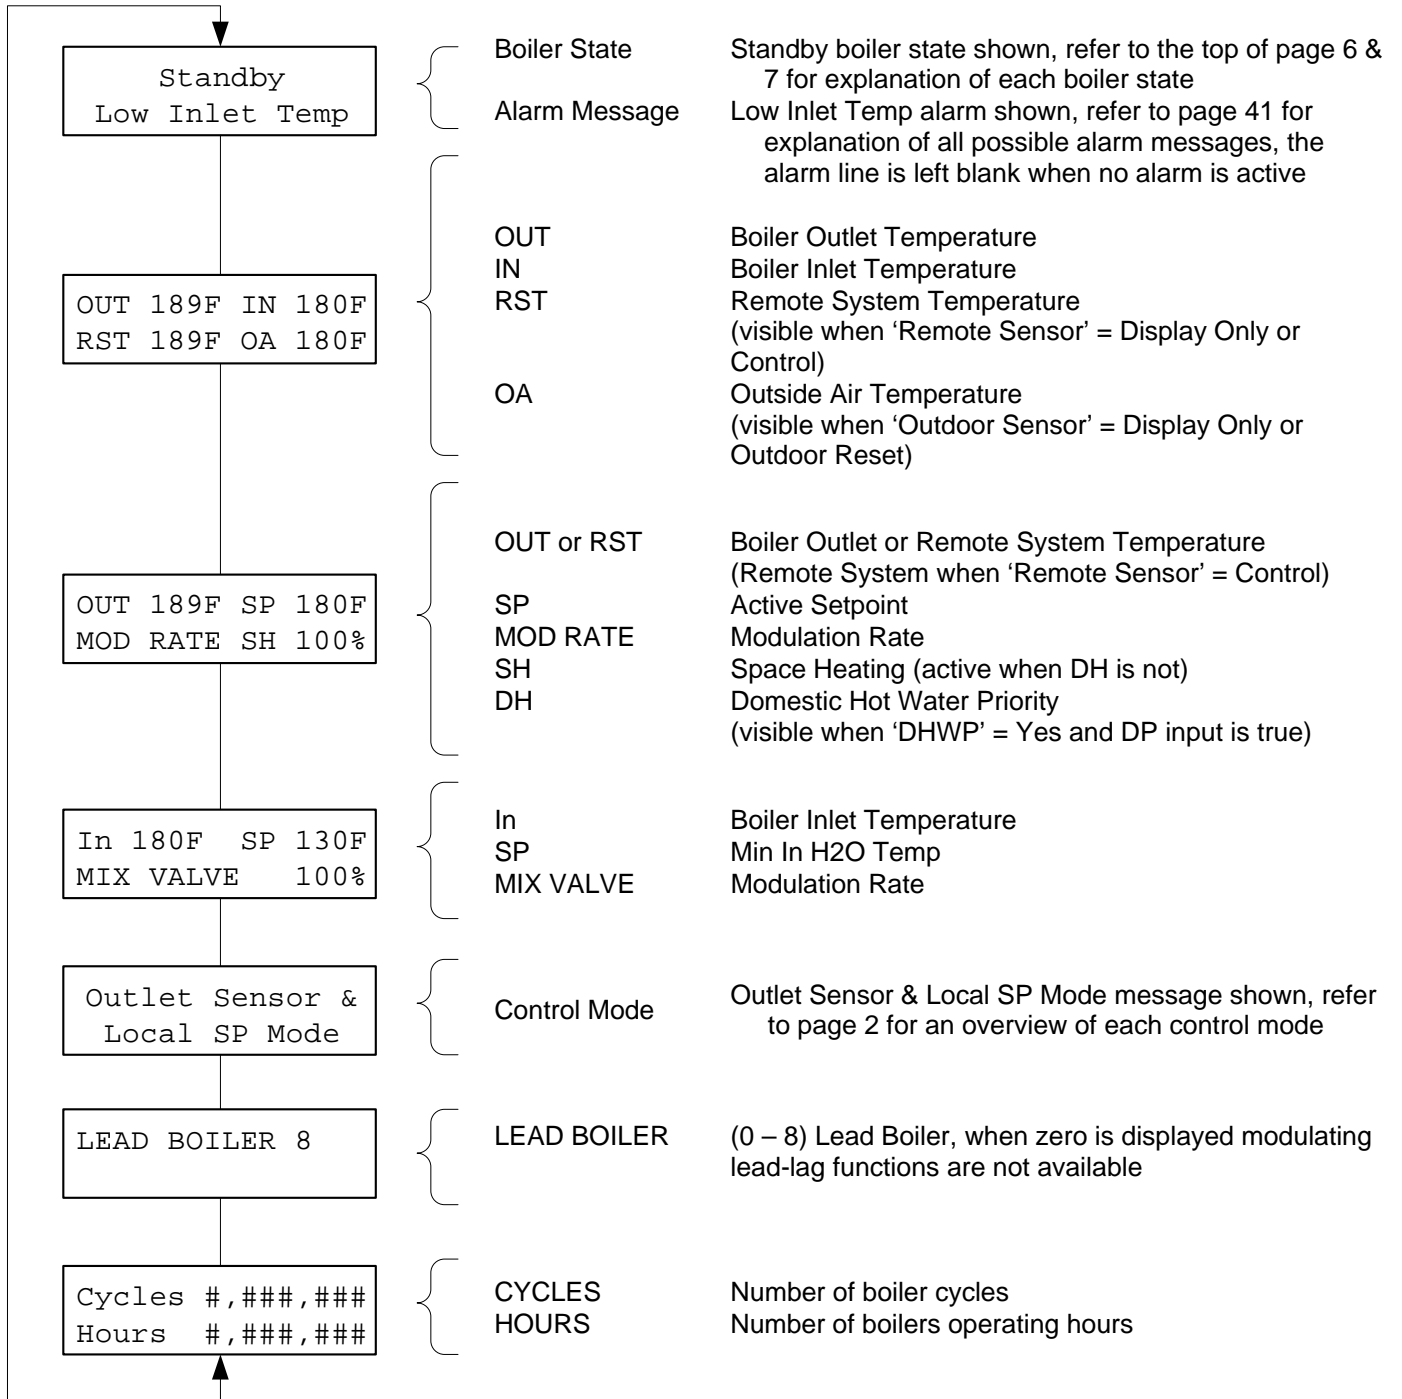 Standby
Low Inlet Temp
Boiler State
Standby boiler state shown, refer to the top of page 6 &
7 for explanation of each boiler state
Alarm Message
Low Inlet Temp alarm shown, refer to page 41 for
explanation of all possible alarm messages, the
alarm line is left blank when no alarm is active
OUT 189F IN 180F
RST 189F OA 180F
OUT
Boiler Outlet Temperature
IN
Boiler Inlet Temperature
RST
Remote System Temperature
(visible when ‘Remote Sensor’ = Display Only or
Control)
OA
Outside Air Temperature
(visible when ‘Outdoor Sensor’ = Display Only or
Outdoor Reset)
OUT 189F SP 180F
MOD RATE SH 100%
OUT or RST
Boiler Outlet or Remote System Temperature
(Remote System when ‘Remote Sensor’ = Control)
SP
Active Setpoint
MOD RATE
Modulation Rate
SH
Space Heating (active when DH is not)
DH
Domestic Hot Water Priority
(visible when ‘DHWP’ = Yes and DP input is true)
In 180F SP 130F
MIX VALVE 100%
In
Boiler Inlet Temperature
SP
Min In H2O Temp
MIX VALVE
Modulation Rate
Outlet Sensor &
Local SP Mode
Control Mode
Outlet Sensor & Local SP Mode message shown, refer
to page 2 for an overview of each control mode
LEAD BOILER 8
LEAD BOILER
(0 – 8) Lead Boiler, when zero is displayed modulating
lead-lag functions are not available
Cycles #,###,###
Hours #,###,###
CYCLES
Number of boiler cycles
HOURS
Number of boilers operating hours